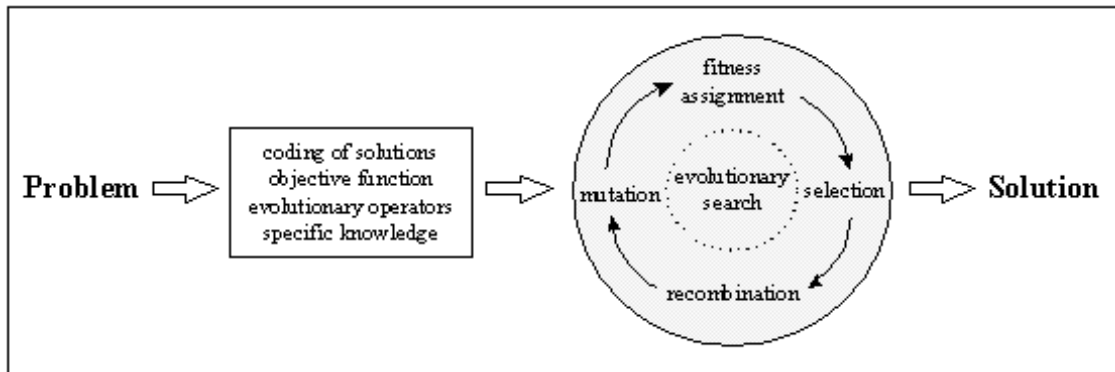 Problem
coding of solutions
objective function
evolutionary operators
specific knowledge
fitness
assignment
mutation
evolutionary
search
selection
recombination
Solution